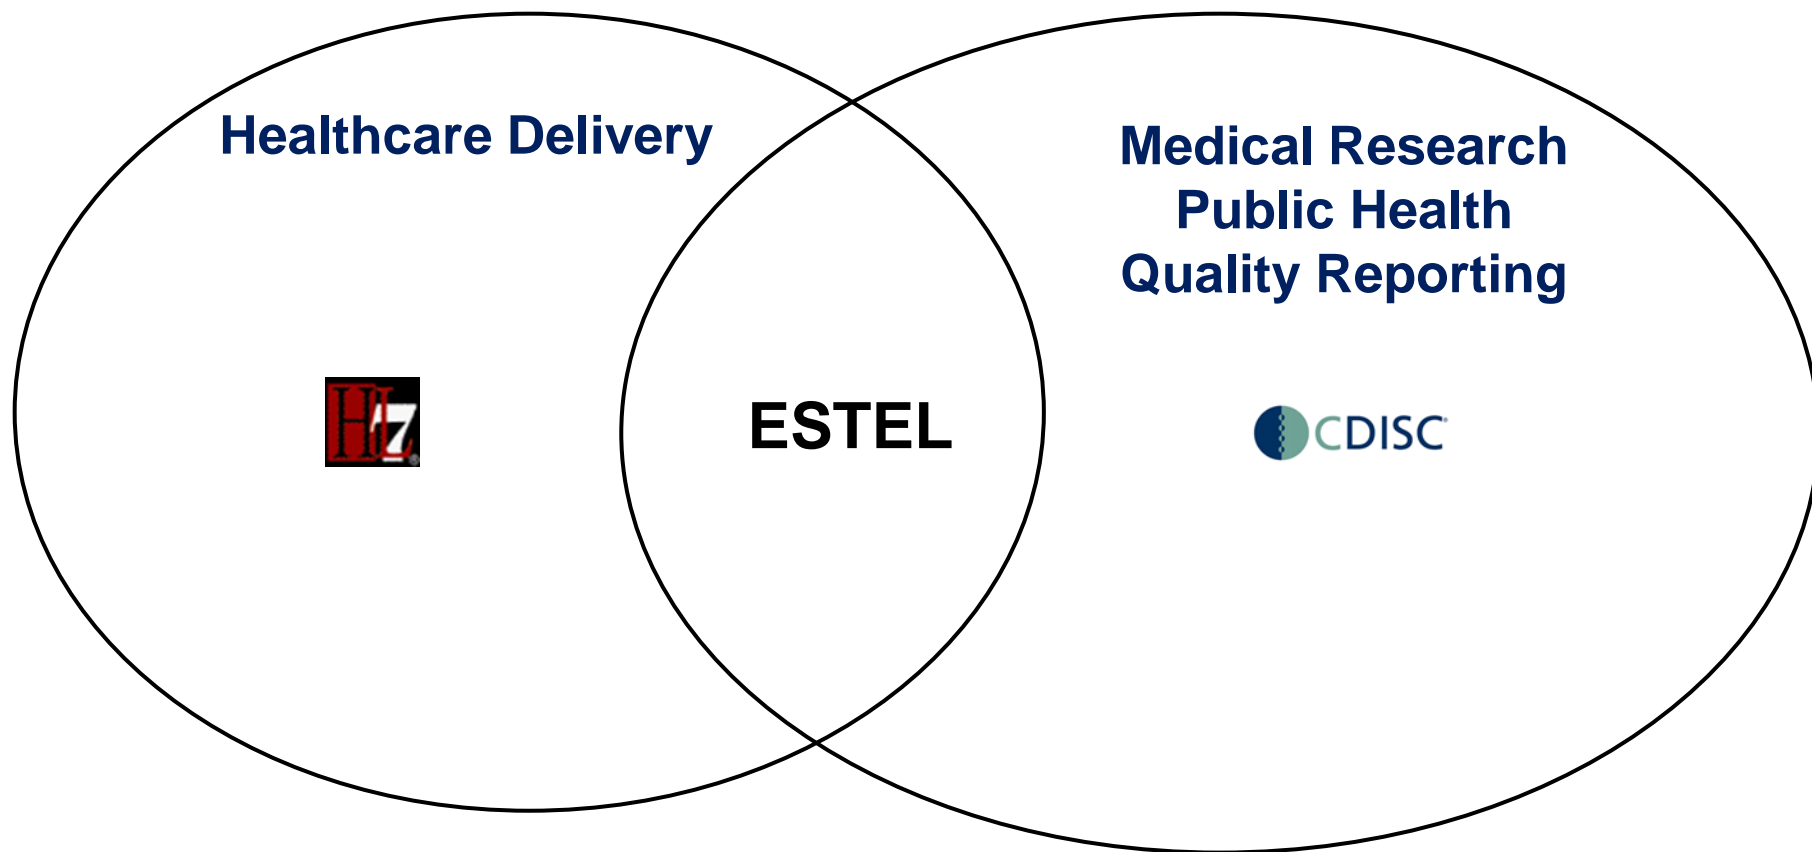 Healthcare Delivery
Medical Research
Public Health
Quality Reporting
HL7®
ESTEL
CDISC®